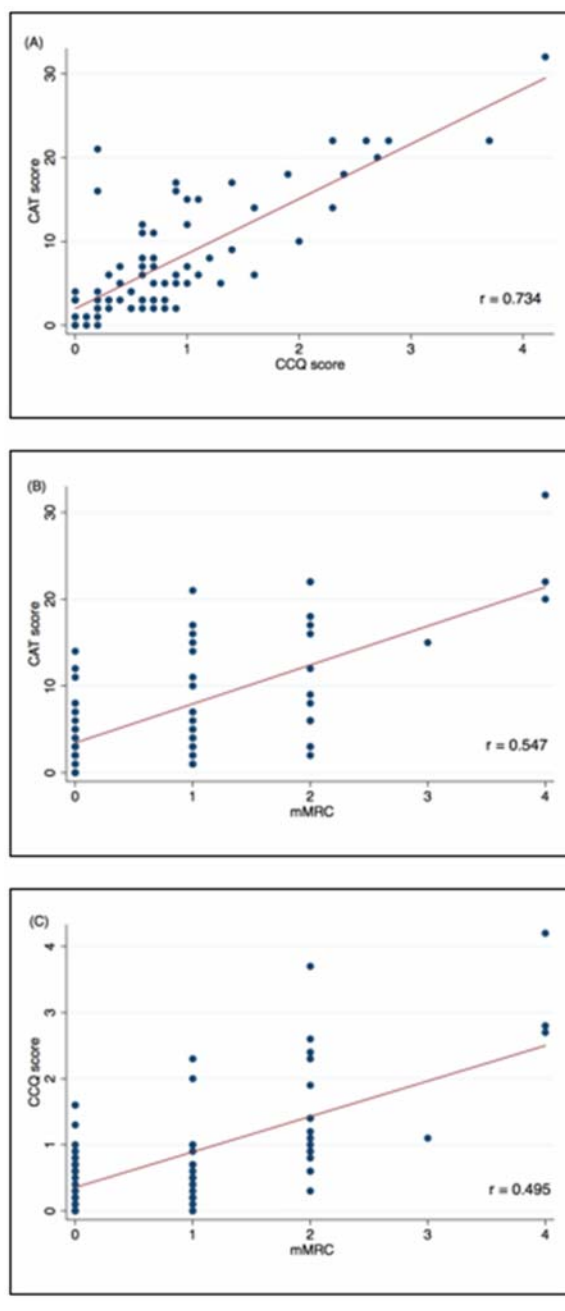 (A)
30
20
10
0
CAT score
0 1 2 3 4
CCQ score
r = 0.734
(B)
30
20
10
0
CAT score
0 1 2 3 4
mMRC
r = 0.547
(C)
4
3
2
1
0
CCQ score
0 1 2 3 4
mMRC
r = 0.495